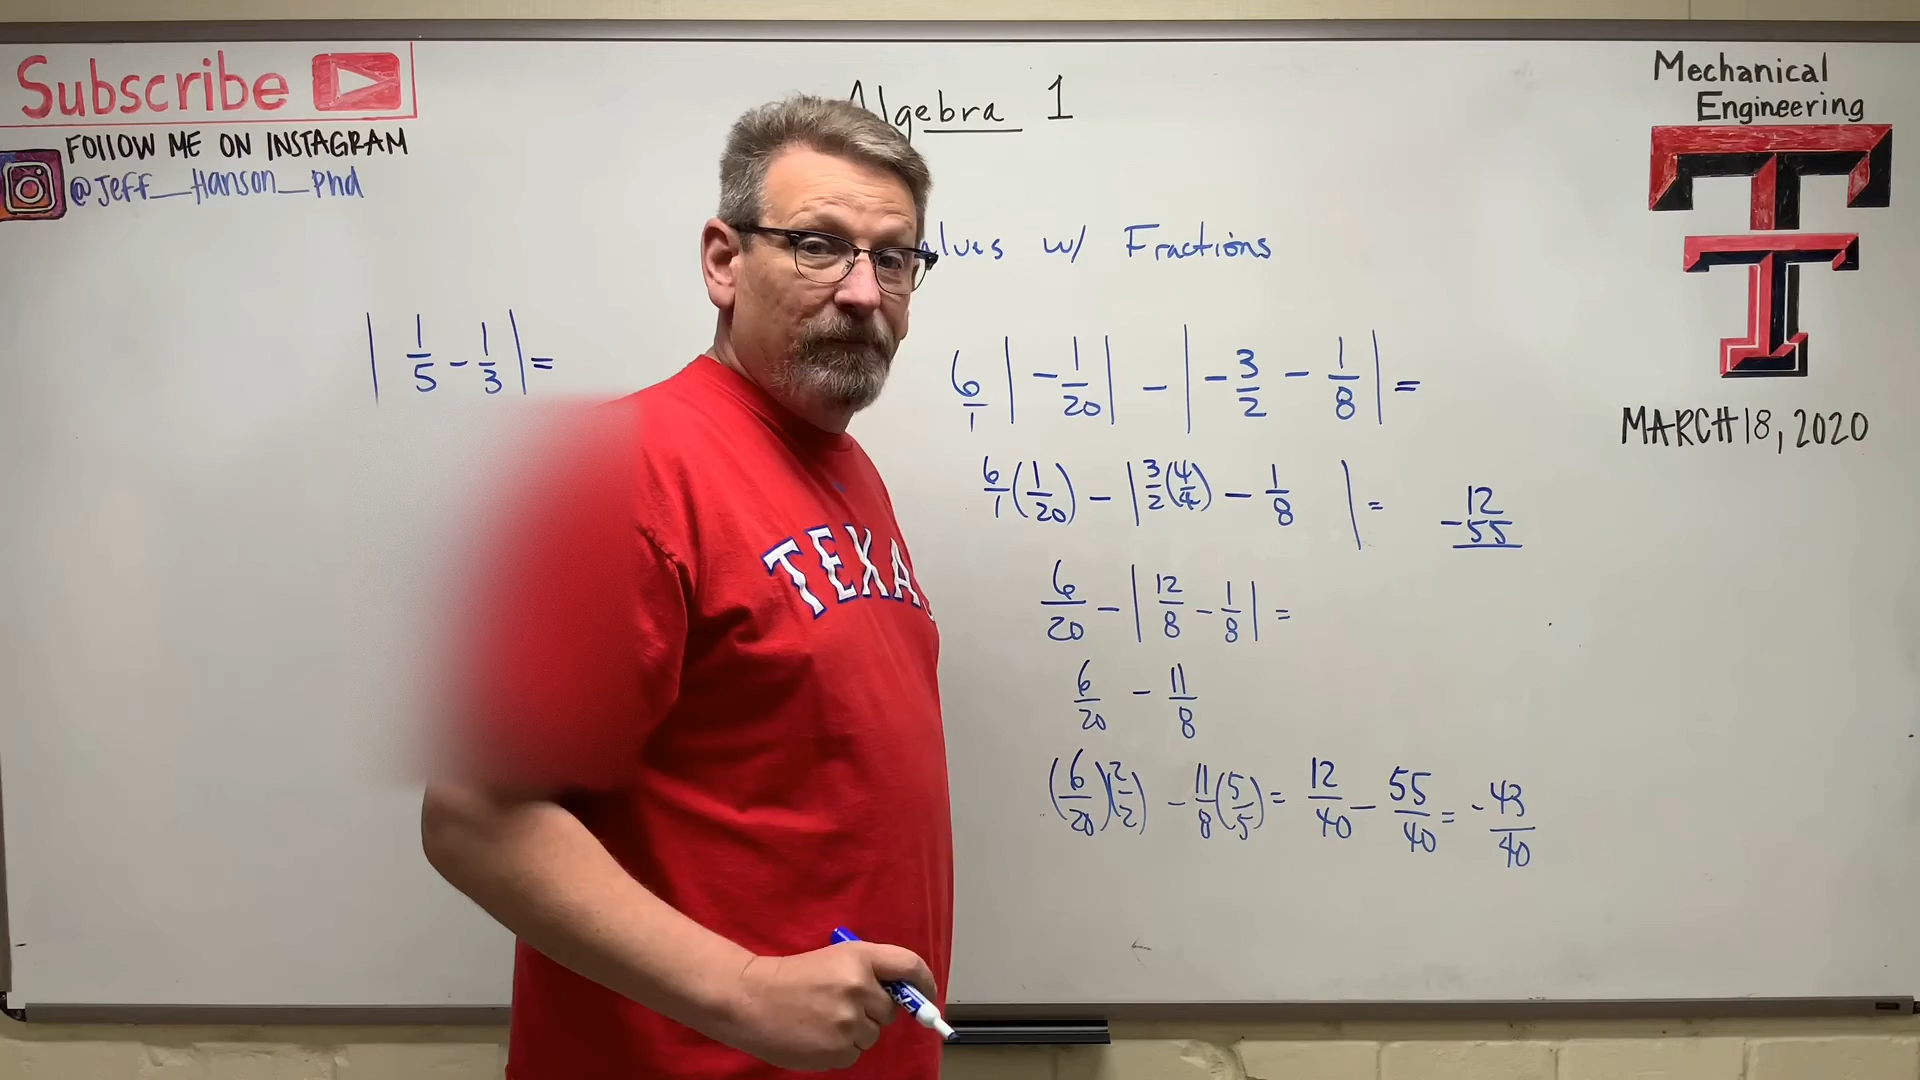 Subscribe
FOLLOW ME ON INSTAGRAM
@Jeff_Hanson_Phd
Algebra 1
alues w/ Fractions
Mechanical
Engineering
MARCH 18, 2020
| 1/5 - 1/3 | =
6/1 | - 1/20 | - | - 3/2 - 1/8 | =
6/1 (1/20) - | 3/2 (4/4) - 1/8 | =
12
- 55
6/20 - | 12/8 - 1/8 | =
6/20 - 11/8
(6/20)(2/2) - 11/8 (5/5) = 12/40 - 55/40 = - 43/40
TEXAS